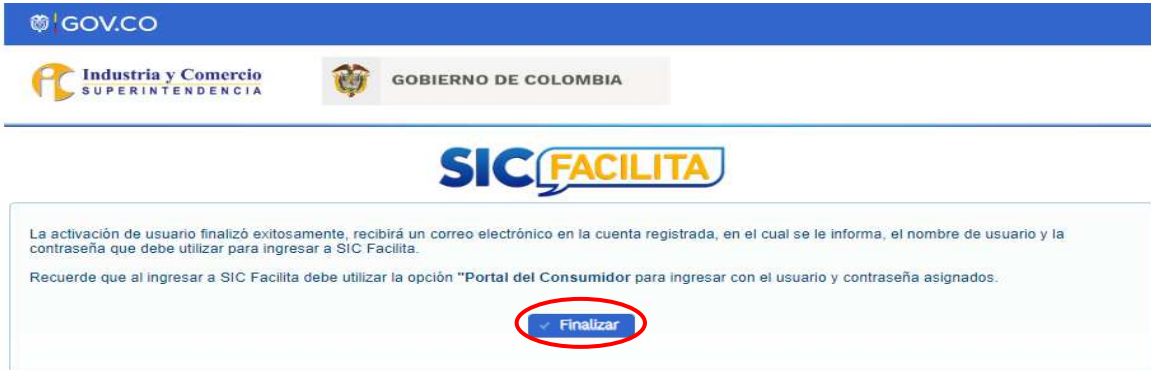 GOV.CO
Industria y Comercio
SUPERINTENDENCIA
GOBIERNO DE COLOMBIA
SIC FACILITA
La activación de usuario finalizó exitosamente, recibirá un correo electrónico en la cuenta registrada, en el cual se le informa, el nombre de usuario y la
contraseña que debe utilizar para ingresar a SIC Facilita.
Recuerde que al ingresar a SIC Facilita debe utilizar la opción "Portal del Consumidor para ingresar con el usuario y contraseña asignados.
Finalizar